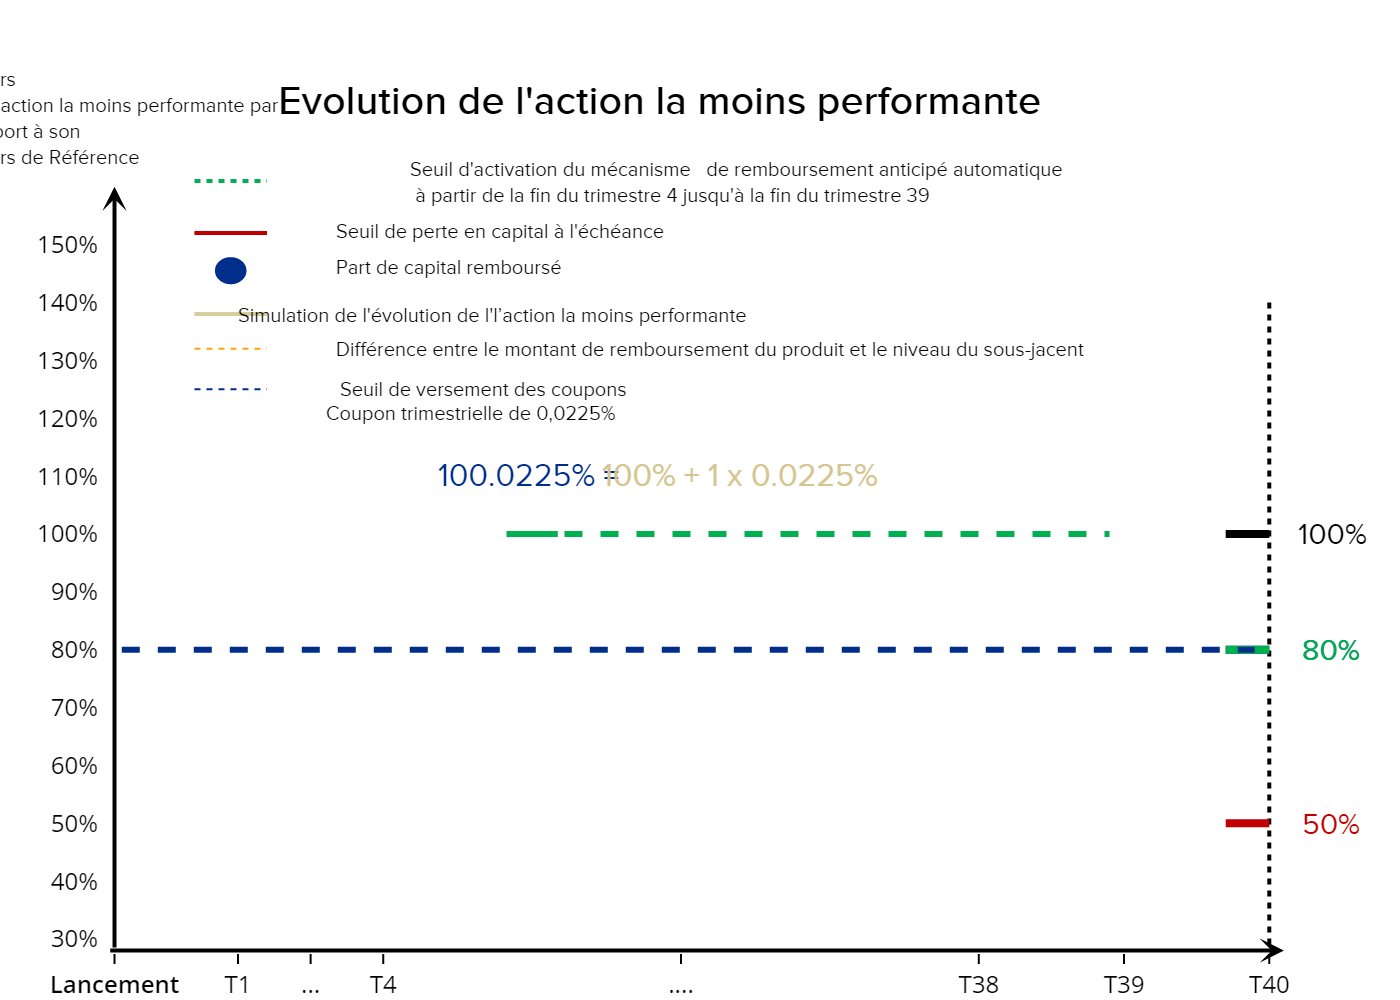 rs
action la moins performante par
port à son
rs de Référence
Evolution de l'action la moins performante
Seuil d'activation du mécanisme de remboursement anticipé automatique
à partir de la fin du trimestre 4 jusqu'à la fin du trimestre 39
Seuil de perte en capital à l'échéance
Part de capital remboursé
Simulation de l'évolution de l'l’action la moins performante
Différence entre le montant de remboursement du produit et le niveau du sous-jacent
Seuil de versement des coupons
Coupon trimestrielle de 0,0225%
150%
140%
130%
120%
110%
100%
90%
80%
70%
60%
50%
40%
30%
100.0225% = 100% + 1 x 0.0225%
100%
80%
50%
Lancement T1 ... T4 .... T38 T39 T40